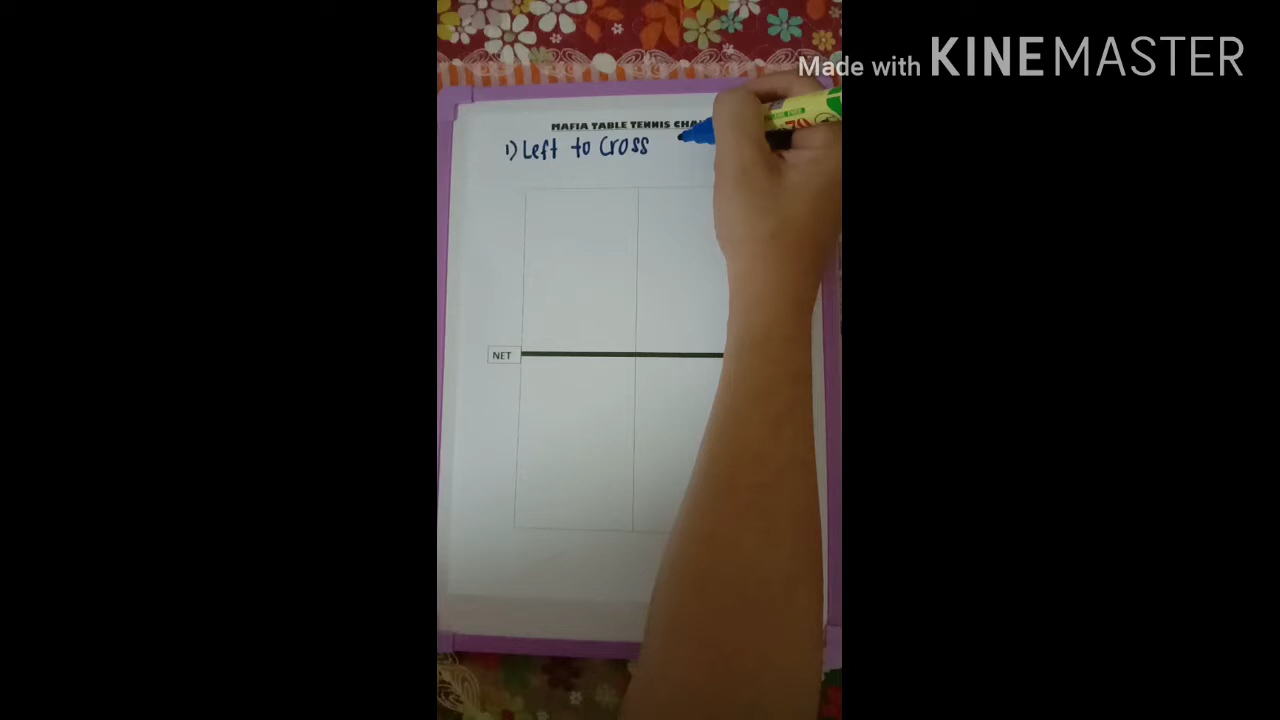 Made with KINEMASTER
MAFIA TABLE TENNIS
1) Left to Cross
NET